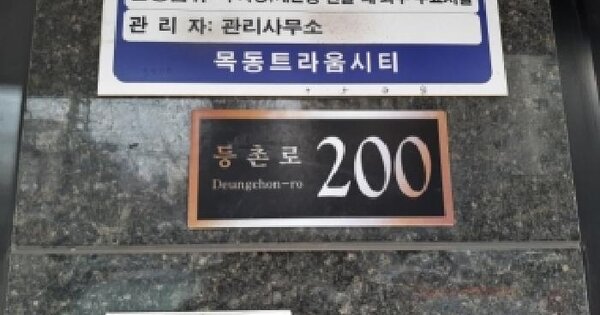 관 리 자: 관리사무소
목동트라움시티
등촌로 200
Deungchon-ro